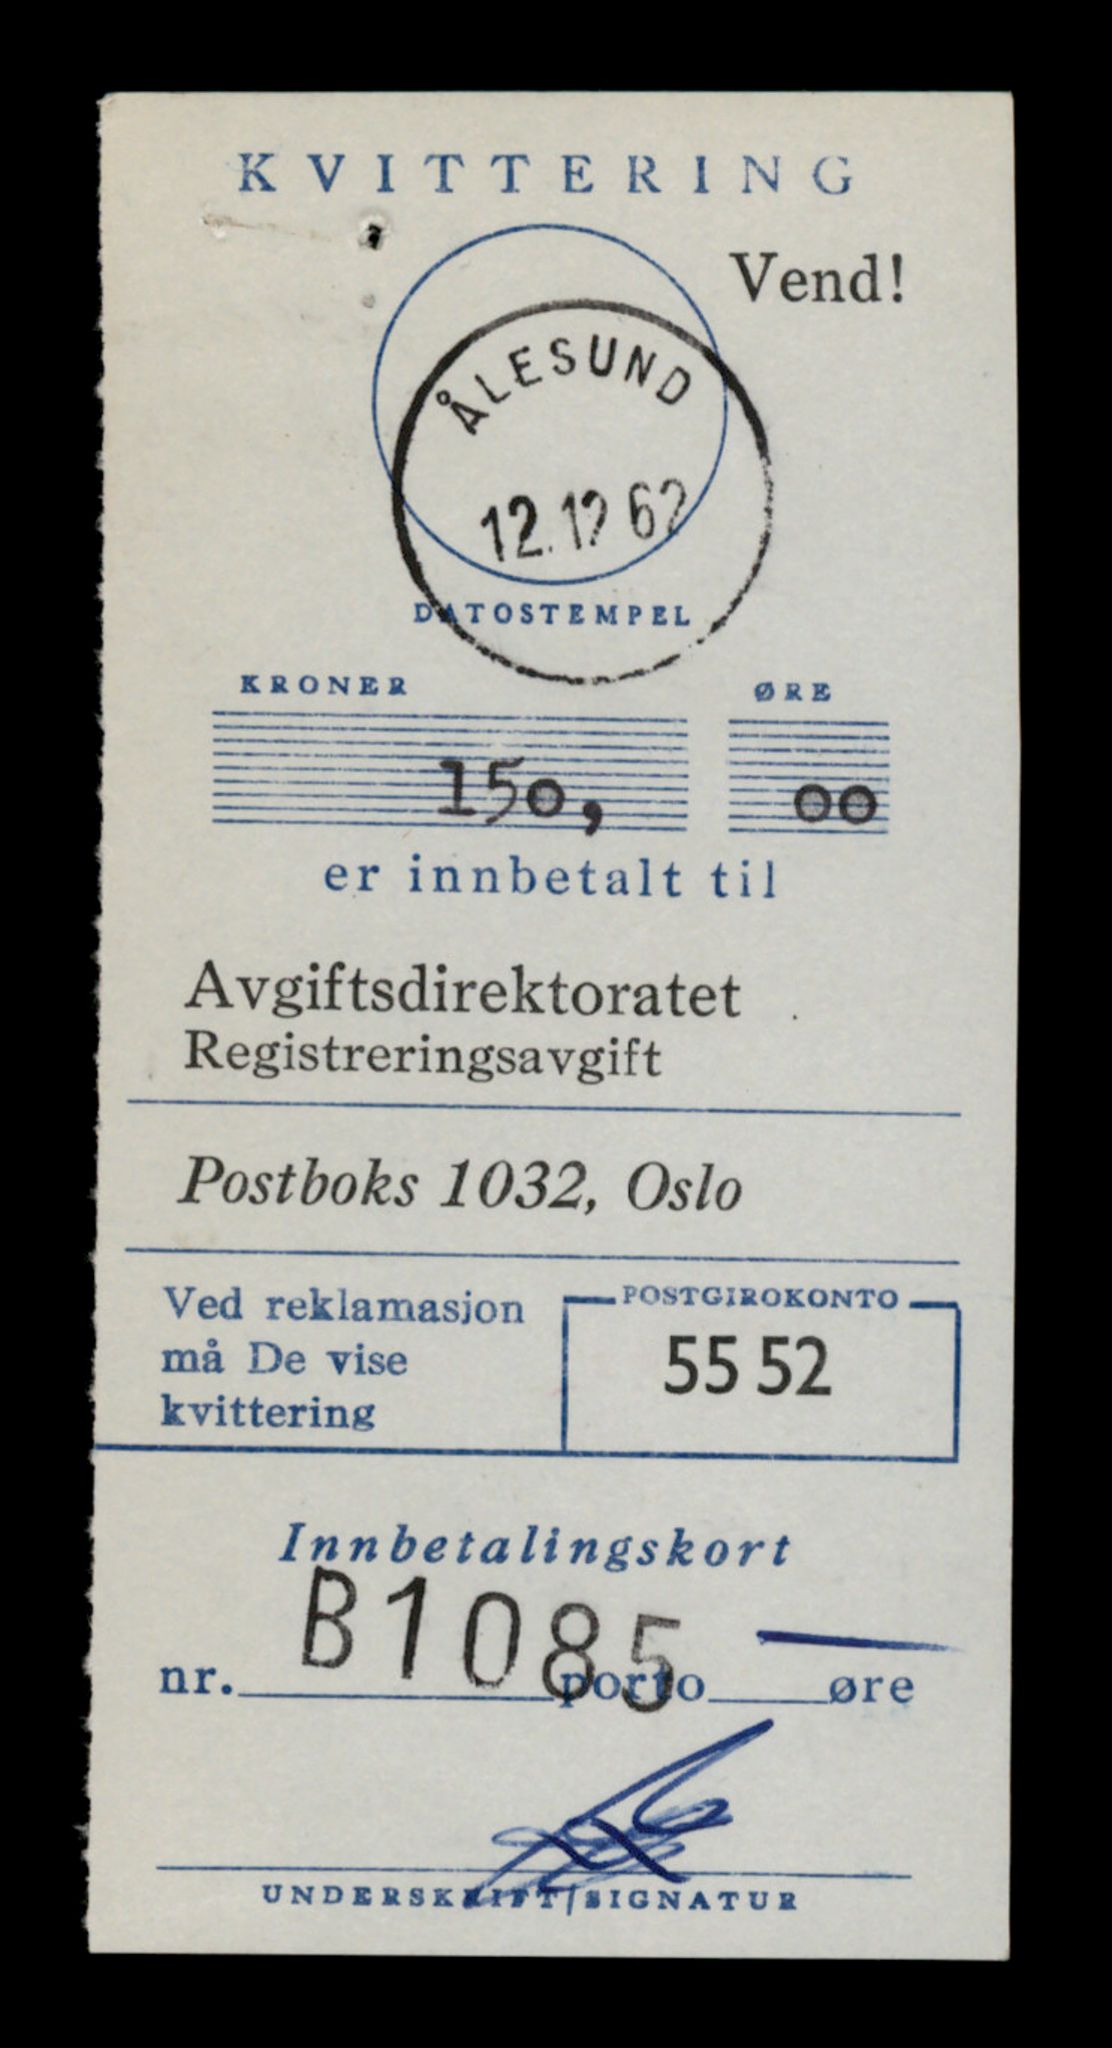 KVITTERING
Vend!
ÅLESUND
12.12 62
DATOSTEMPEL
KRONER ØRE
150, 00
er innbetalt til
Avgiftsdirektoratet
Registreringsavgift
Postboks 1032, Oslo
Ved reklamasjon
må De vise
kvittering
POSTGIROKONTO
55 52
Innbetalingskort
B1085
nr. porto øre
UNDERSKRIFT/SIGNATUR